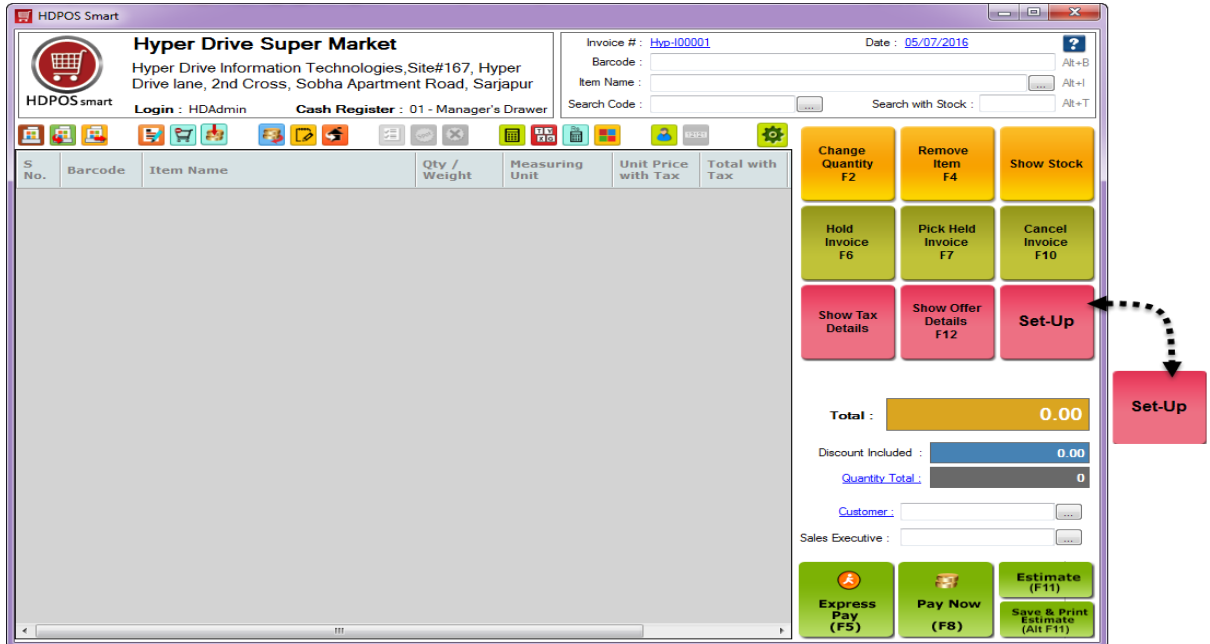 HDPOS Smart
Hyper Drive Super Market
Hyper Drive Information Technologies,Site#167, Hyper
Drive lane, 2nd Cross, Sobha Apartment Road, Sarjapur
HDPOS smart
Login : HDAdmin Cash Register : 01 - Manager's Drawer
Invoice # : Hyp-I00001 Date : 05/07/2016 ?
Barcode : Alt+B
Item Name : ... Alt+I
Search Code : ... Search with Stock : Alt+T
S
No.
Barcode
Item Name
Qty /
Weight
Measuring
Unit
Unit Price
with Tax
Total with
Tax
Change
Quantity
F2
Remove
Item
F4
Show Stock
Hold
Invoice
F6
Pick Held
Invoice
F7
Cancel
Invoice
F10
Show Tax
Details
Show Offer
Details
F12
Set-Up
Set-Up
Total : 0.00
Discount Included : 0.00
Quantity Total : 0
Customer : ...
Sales Executive : ...
Express
Pay
(F5)
Pay Now
(F8)
Estimate
(F11)
Save & Print
Estimate
(Alt F11)